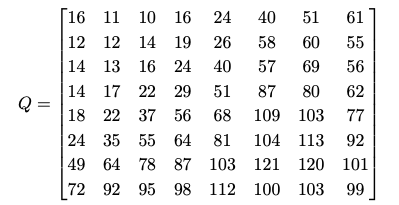 16 11 10 16 24 40 51 61
12 12 14 19 26 58 60 55
14 13 16 24 40 57 69 56
14 17 22 29 51 87 80 62
Q = 18 22 37 56 68 109 103 77
24 35 55 64 81 104 113 92
49 64 78 87 103 121 120 101
72 92 95 98 112 100 103 99